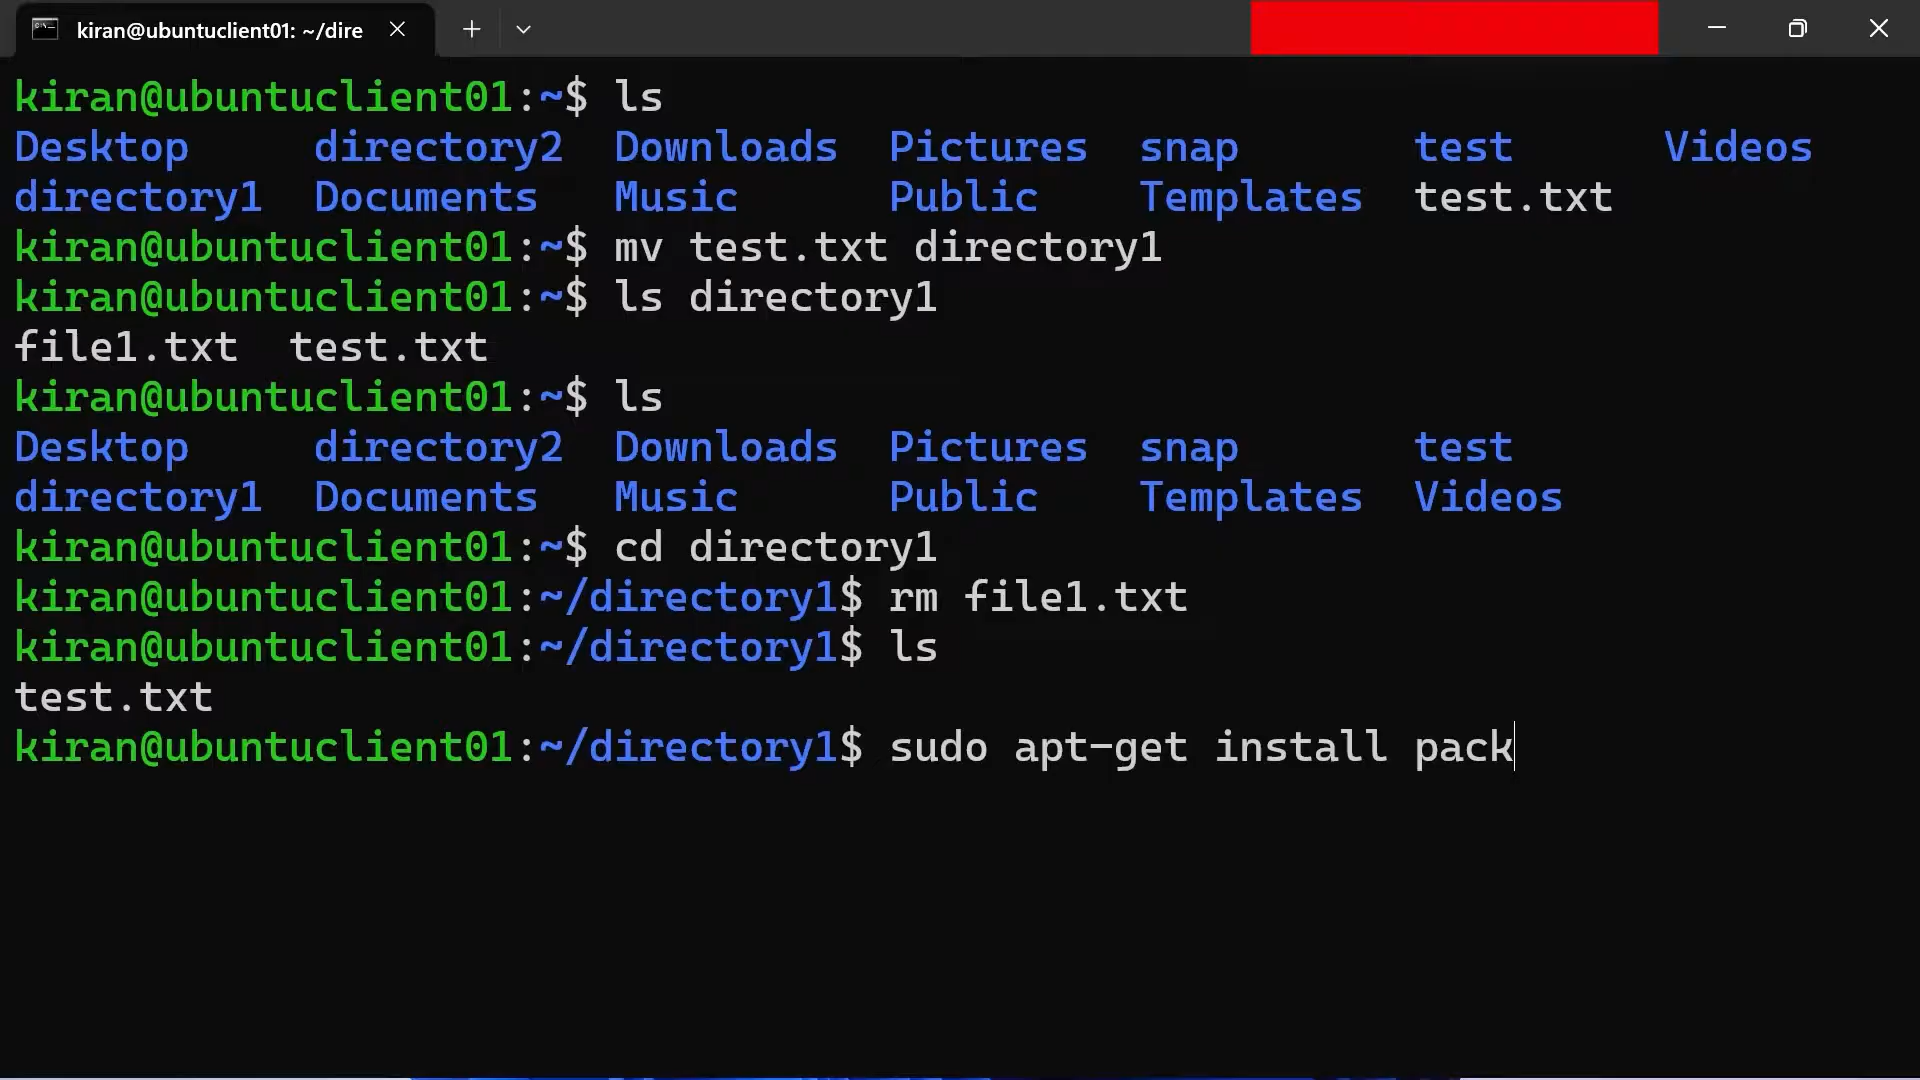 kiran@ubuntuclient01: ~/dire
kiran@ubuntuclient01:~$ ls
Desktop directory2 Downloads Pictures snap test Videos
directory1 Documents Music Public Templates test.txt
kiran@ubuntuclient01:~$ mv test.txt directory1
kiran@ubuntuclient01:~$ ls directory1
file1.txt test.txt
kiran@ubuntuclient01:~$ ls
Desktop directory2 Downloads Pictures snap test
directory1 Documents Music Public Templates Videos
kiran@ubuntuclient01:~$ cd directory1
kiran@ubuntuclient01:~/directory1$ rm file1.txt
kiran@ubuntuclient01:~/directory1$ ls
test.txt
kiran@ubuntuclient01:~/directory1$ sudo apt-get install pack